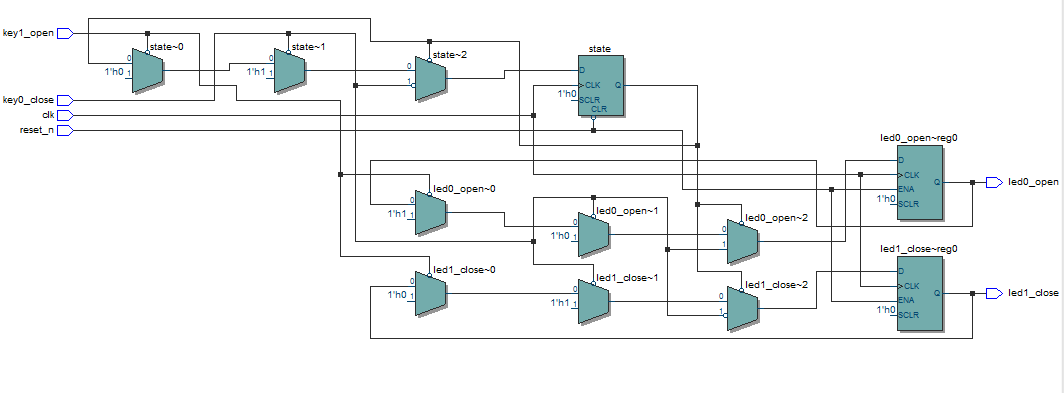 key1_open
state~0
0
1'h0 1
state~1
0
1'h1 1
state~2
0
1
state
D
CLK
1'h0 SCLR
CLR
Q
key0_close
clk
reset_n
led0_open~reg0
D
CLK
ENA
1'h0 SCLR
Q
led0_open
led0_open~0
0
1'h1 1
led0_open~1
0
1'h0 1
led0_open~2
0
1
led1_close~reg0
D
CLK
ENA
1'h0 SCLR
Q
led1_close
led1_close~0
0
1'h0 1
led1_close~1
0
1'h1 1
led1_close~2
0
1